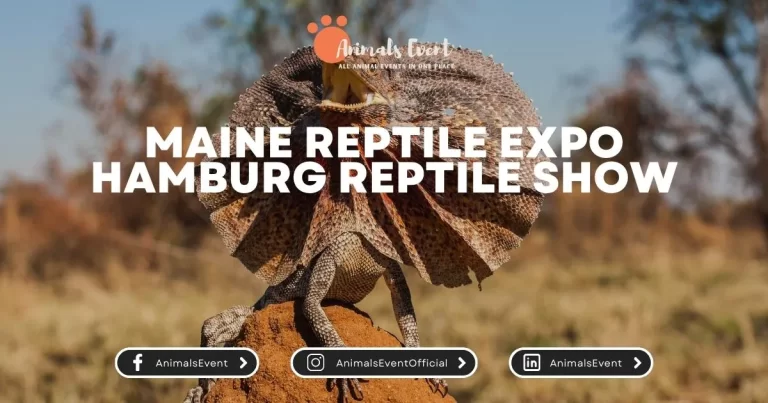 Animals Event
ALL ANIMAL EVENTS IN ONE PLACE
MAINE REPTILE EXPO
HAMBURG REPTILE SHOW
AnimalsEvent
AnimalsEventOfficial
AnimalsEvent